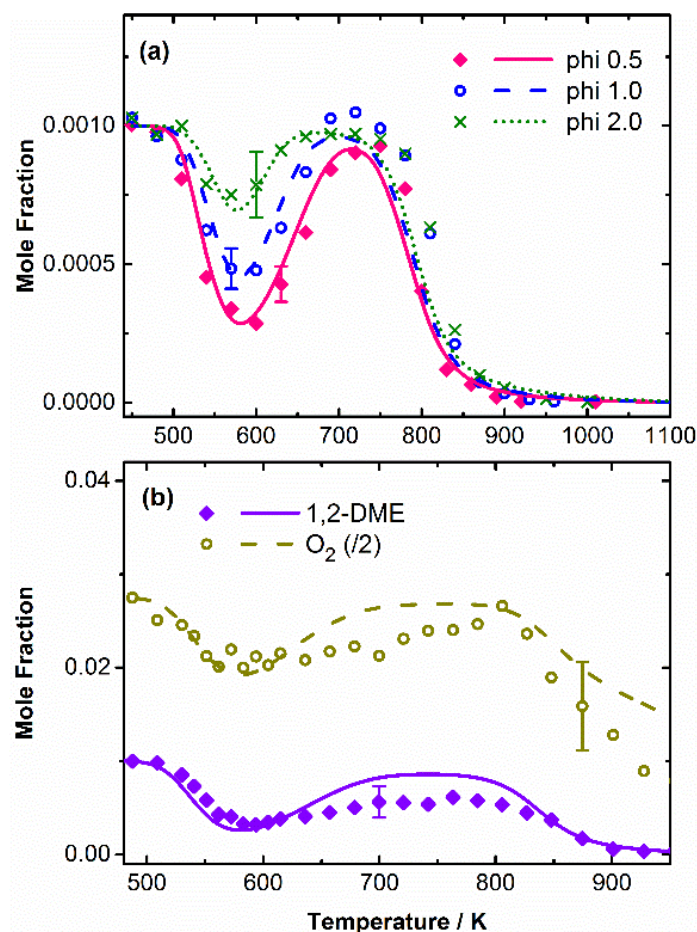 (a)
phi 0.5
phi 1.0
phi 2.0
0.0010
0.0005
0.0000
Mole Fraction
500 600 700 800 900 1000 1100
0.04
(b)
1,2-DME
O₂ (/2)
0.02
0.00
Mole Fraction
500 600 700 800 900
Temperature / K